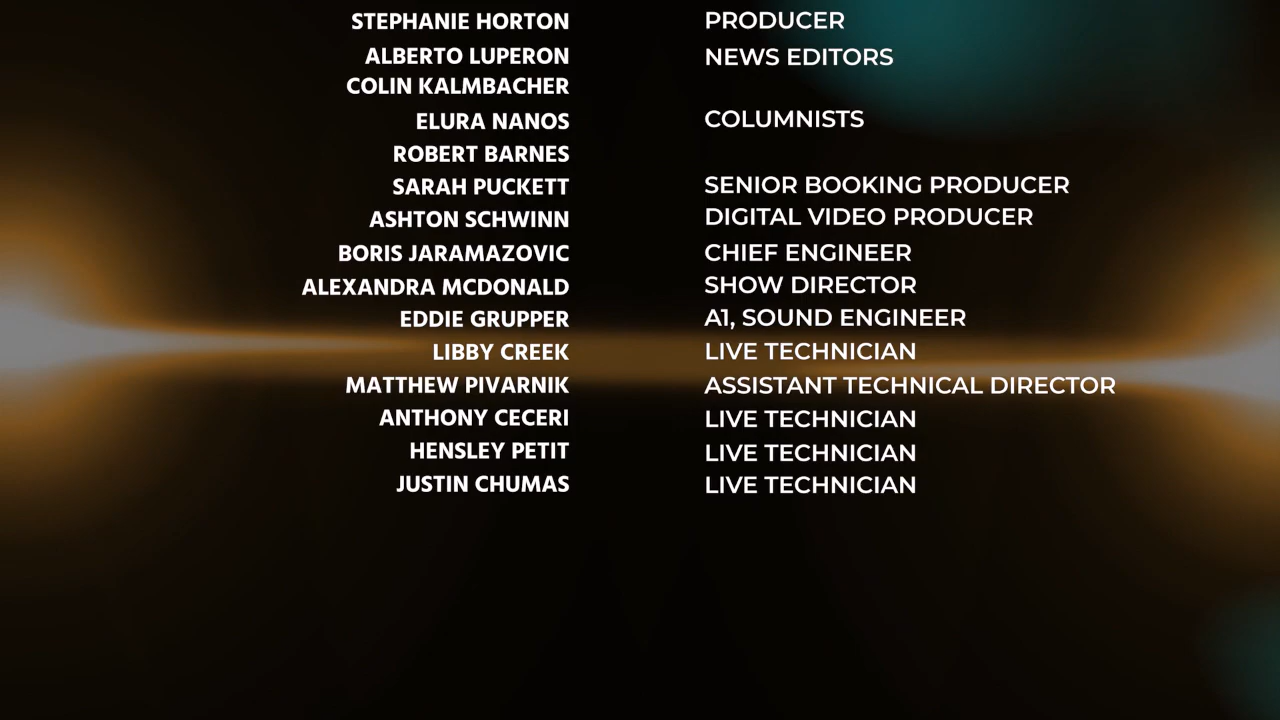 STEPHANIE HORTON PRODUCER
ALBERTO LUPERON NEWS EDITORS
COLIN KALMBACHER
ELURA NANOS COLUMNISTS
ROBERT BARNES
SARAH PUCKETT SENIOR BOOKING PRODUCER
ASHTON SCHWINN DIGITAL VIDEO PRODUCER
BORIS JARAMAZOVIC CHIEF ENGINEER
ALEXANDRA MCDONALD SHOW DIRECTOR
EDDIE GRUPPER A1, SOUND ENGINEER
LIBBY CREEK LIVE TECHNICIAN
MATTHEW PIVARNIK ASSISTANT TECHNICAL DIRECTOR
ANTHONY CECERI LIVE TECHNICIAN
HENSLEY PETIT LIVE TECHNICIAN
JUSTIN CHUMAS LIVE TECHNICIAN